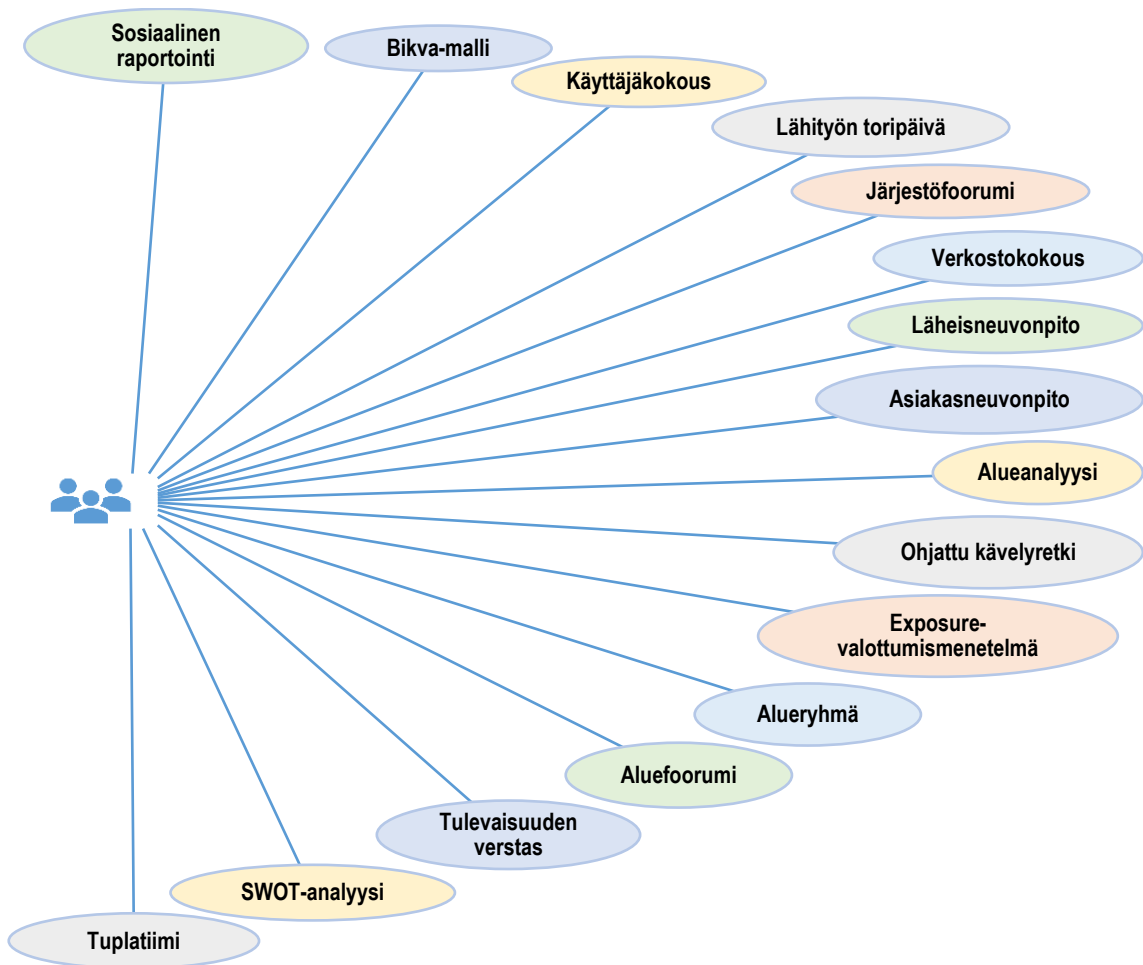 Sosiaalinen
raportointi
Bikva-malli
Käyttäjäkokous
Lähityön toripäivä
Järjestöfoorumi
Verkostokokous
Läheisneuvonpito
Asiakasneuvonpito
Alueanalyysi
Ohjattu kävelyretki
Exposure-
valottumismenetelmä
Alueryhmä
Aluefoorumi
Tulevaisuuden
verstas
SWOT-analyysi
Tuplatiimi